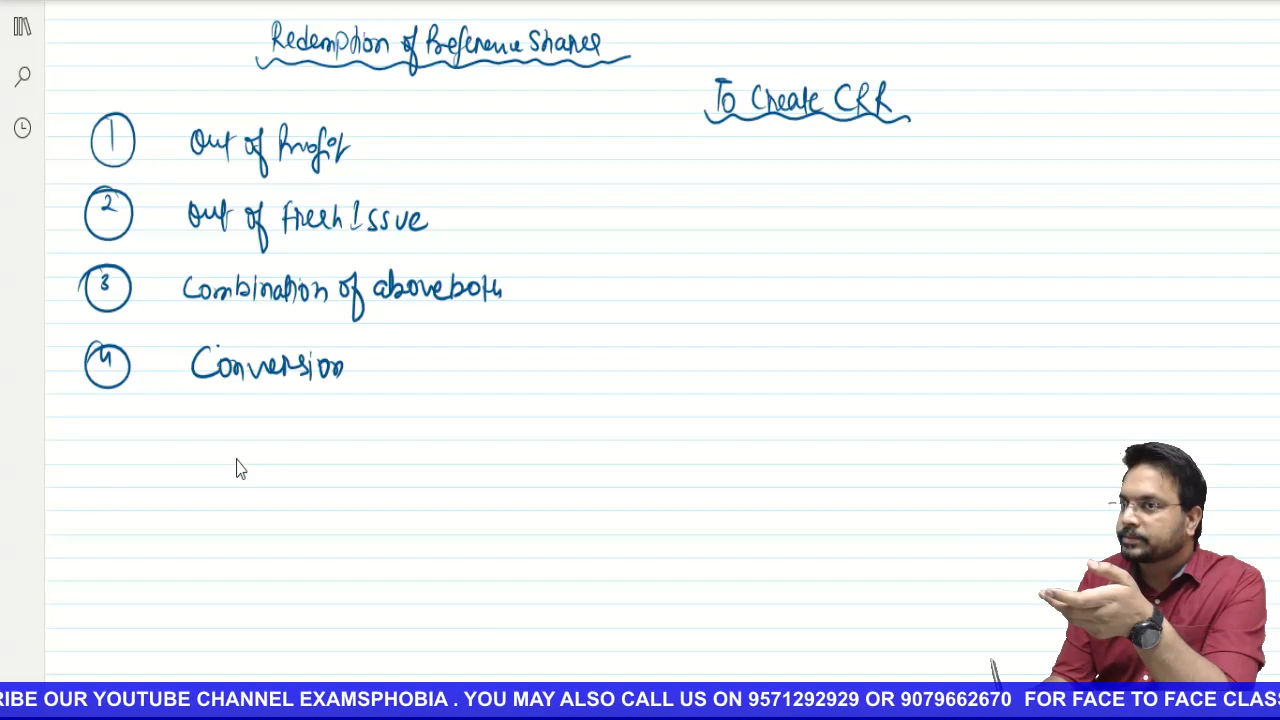 Redemption of Preference Shares
To Create CRR
1 Out of Profit
2 Out of Fresh Issue
3 Combination of above both
4 Conversion
RIBE OUR YOUTUBE CHANNEL EXAMSPHOBIA . YOU MAY ALSO CALL US ON 9571292929 OR 9079662670 FOR FACE TO FACE CLAS